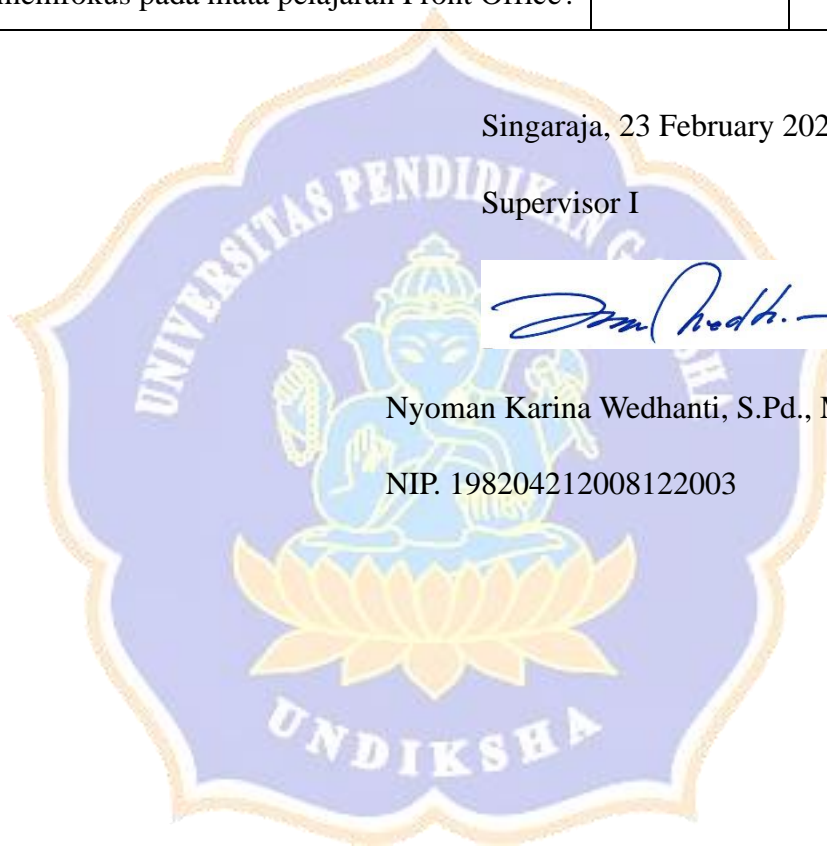 pada mata pelajaran Front Office?
Singaraja, 23 February 202
Supervisor I
Nyoman Karina Wedhanti, S.Pd.,
NIP. 198204212008122003
UNIVERSITAS PENDIDIKAN
UNDIKSHA